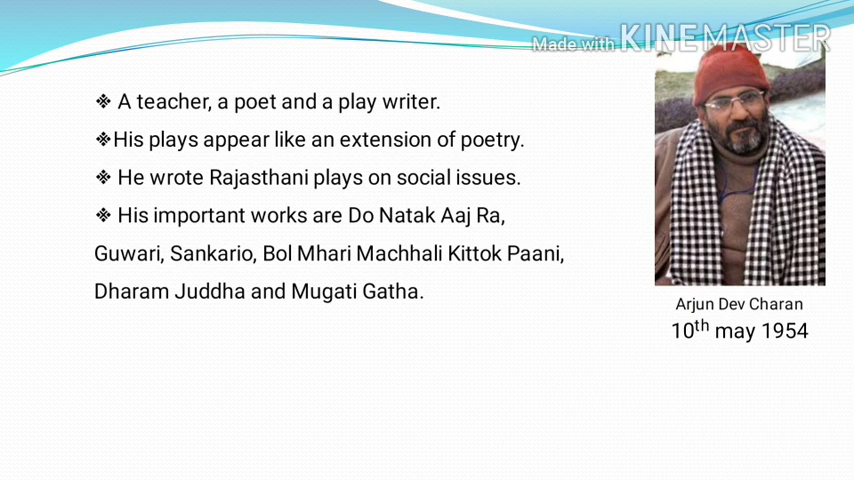 Made with KINEMASTER
❖ A teacher, a poet and a play writer.
❖His plays appear like an extension of poetry.
❖ He wrote Rajasthani plays on social issues.
❖ His important works are Do Natak Aaj Ra,
Guwari, Sankario, Bol Mhari Machhali Kittok Paani,
Dharam Juddha and Mugati Gatha.
Arjun Dev Charan
10th may 1954